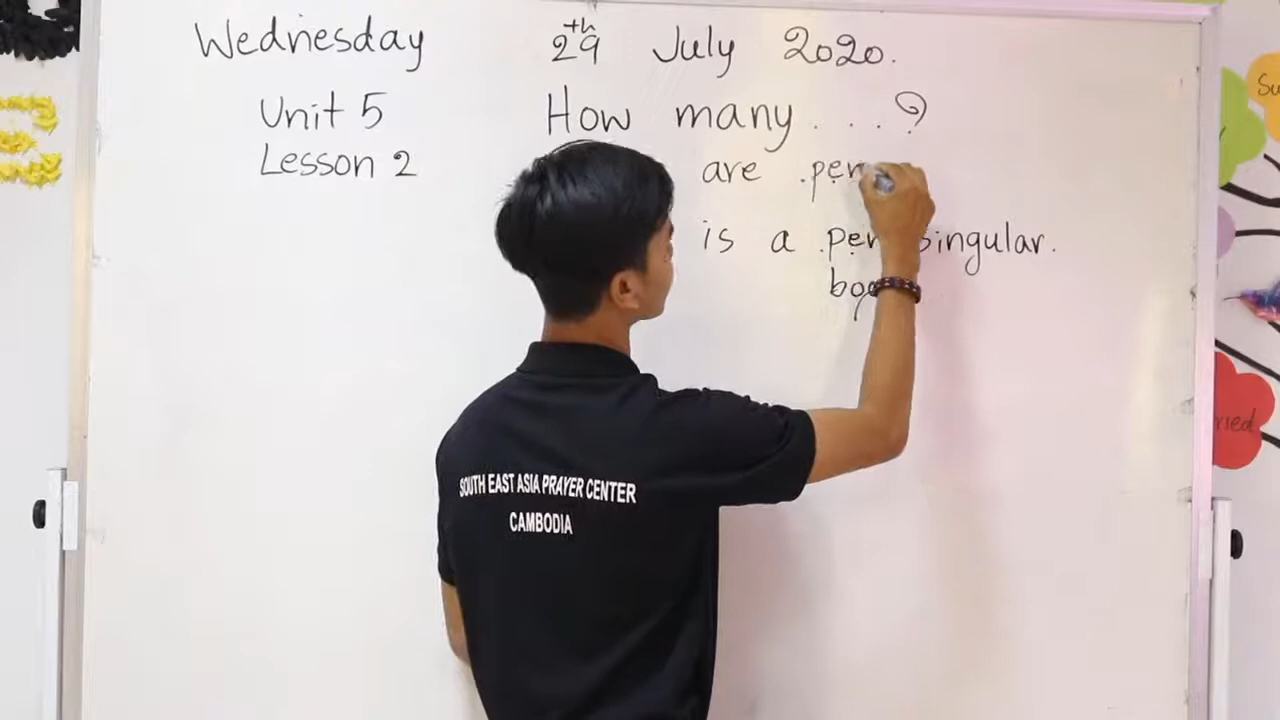 Wednesday 29th July 2020.
Unit 5 How many . . . ?
Lesson 2
are
is a singular.
SOUTH EAST ASIA PRAYER CENTER
CAMBODIA